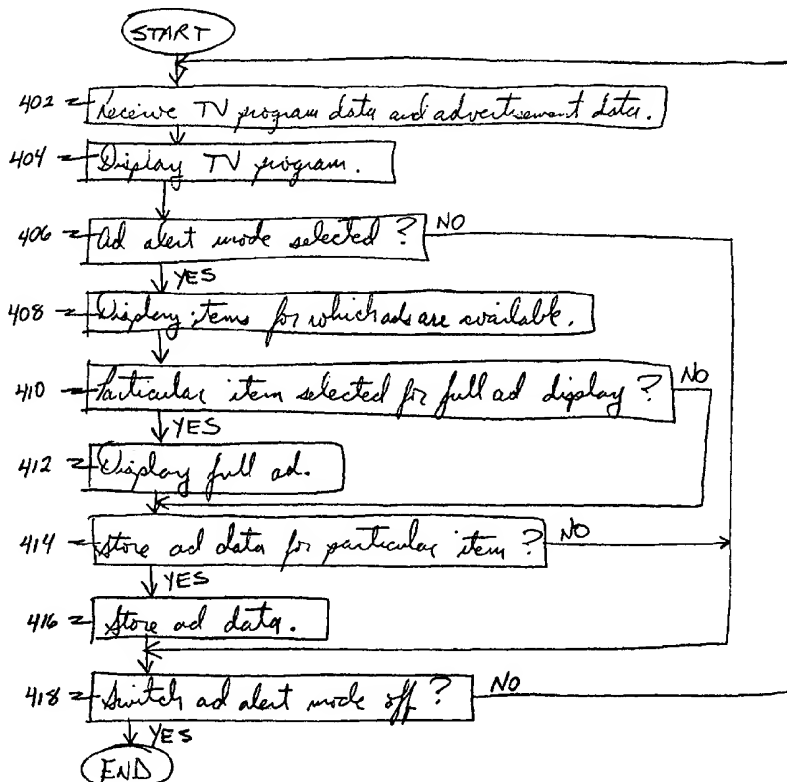 START
402 Receive TV program data and advertisement data.
404 Display TV program.
406 Ad alert mode selected? NO
YES
408 Display items for which ads are available.
410 Particular item selected for full ad display? NO
YES
412 Display full ad.
414 Store ad data for particular item? NO
YES
416 Store ad data.
418 Switch ad alert mode off? NO
YES
END